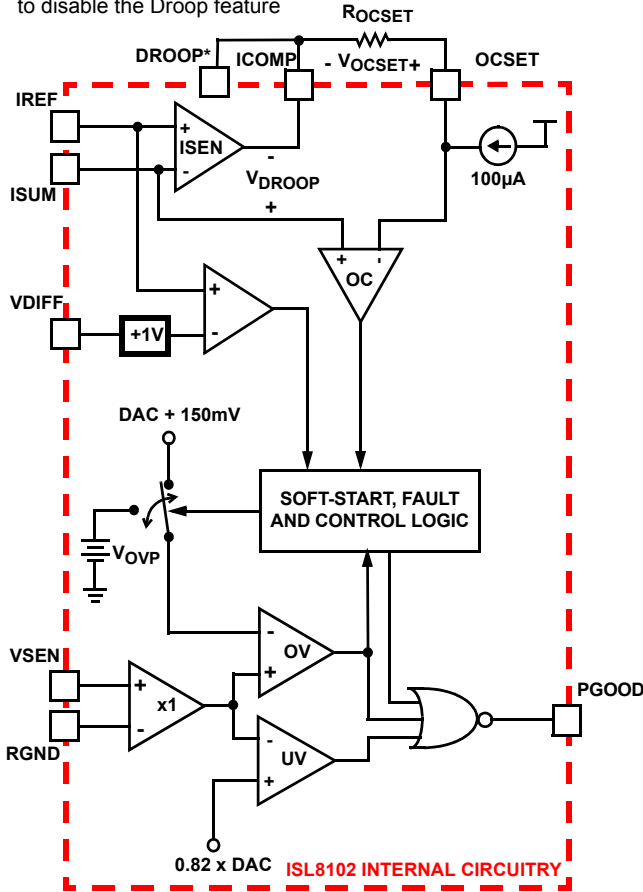 to disable the Droop feature
ROCSET
DROOP* ICOMP - VOCSET + OCSET
IREF
+
ISEN
-
ISUM
-
VDROOP
+
100µA
+ -
OC
VDIFF
+1V
+
-
DAC + 150mV
SOFT-START, FAULT
AND CONTROL LOGIC
VOVP
VSEN
+
x1
-
RGND
-
OV
+
-
UV
+
PGOOD
0.82 x DAC
ISL8102 INTERNAL CIRCUITRY